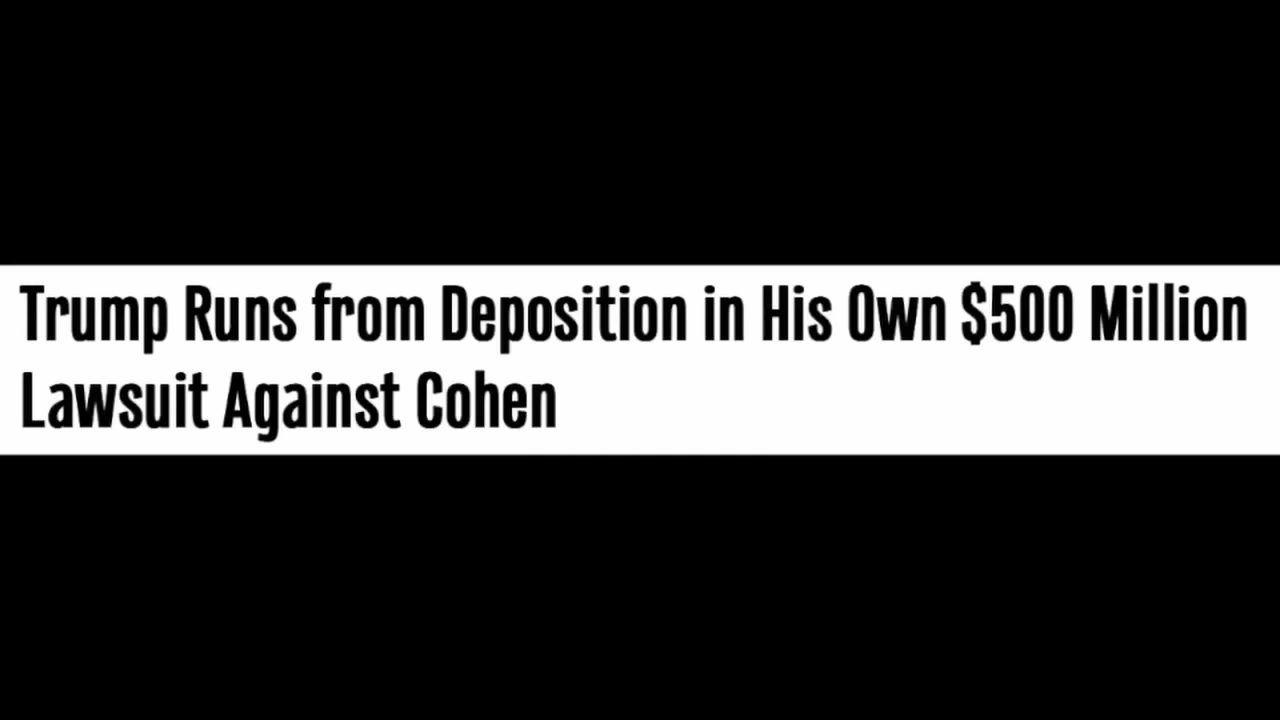 Trump Runs from Deposition in His Own $500 Million
Lawsuit Against Cohen